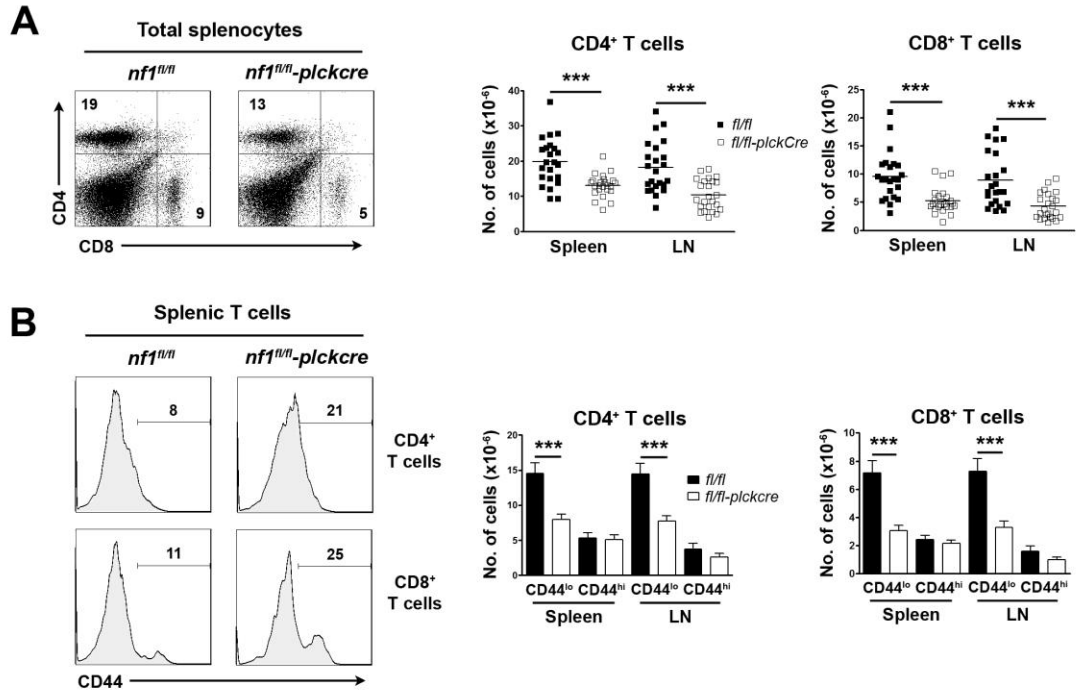 A
Total splenocytes
nf1fl/fl
nf1fl/fl-plckcre
19
9
13
5
CD4
CD8
CD4+ T cells
No. of cells (x10-6)
40
30
20
10
0
***
***
fl/fl
fl/fl-plckCre
Spleen
LN
CD8+ T cells
No. of cells (x10-6)
25
20
15
10
5
0
***
***
Spleen
LN
B
Splenic T cells
nf1fl/fl
nf1fl/fl-plckcre
8
21
CD4+
T cells
11
25
CD8+
T cells
CD44
CD4+ T cells
No. of cells (x10-6)
20
15
10
5
0
***
***
fl/fl
fl/fl-plckcre
CD44lo CD44hi CD44lo CD44hi
Spleen
LN
CD8+ T cells
No. of cells (x10-6)
8
6
4
2
0
***
***
CD44lo CD44hi CD44lo CD44hi
Spleen
LN